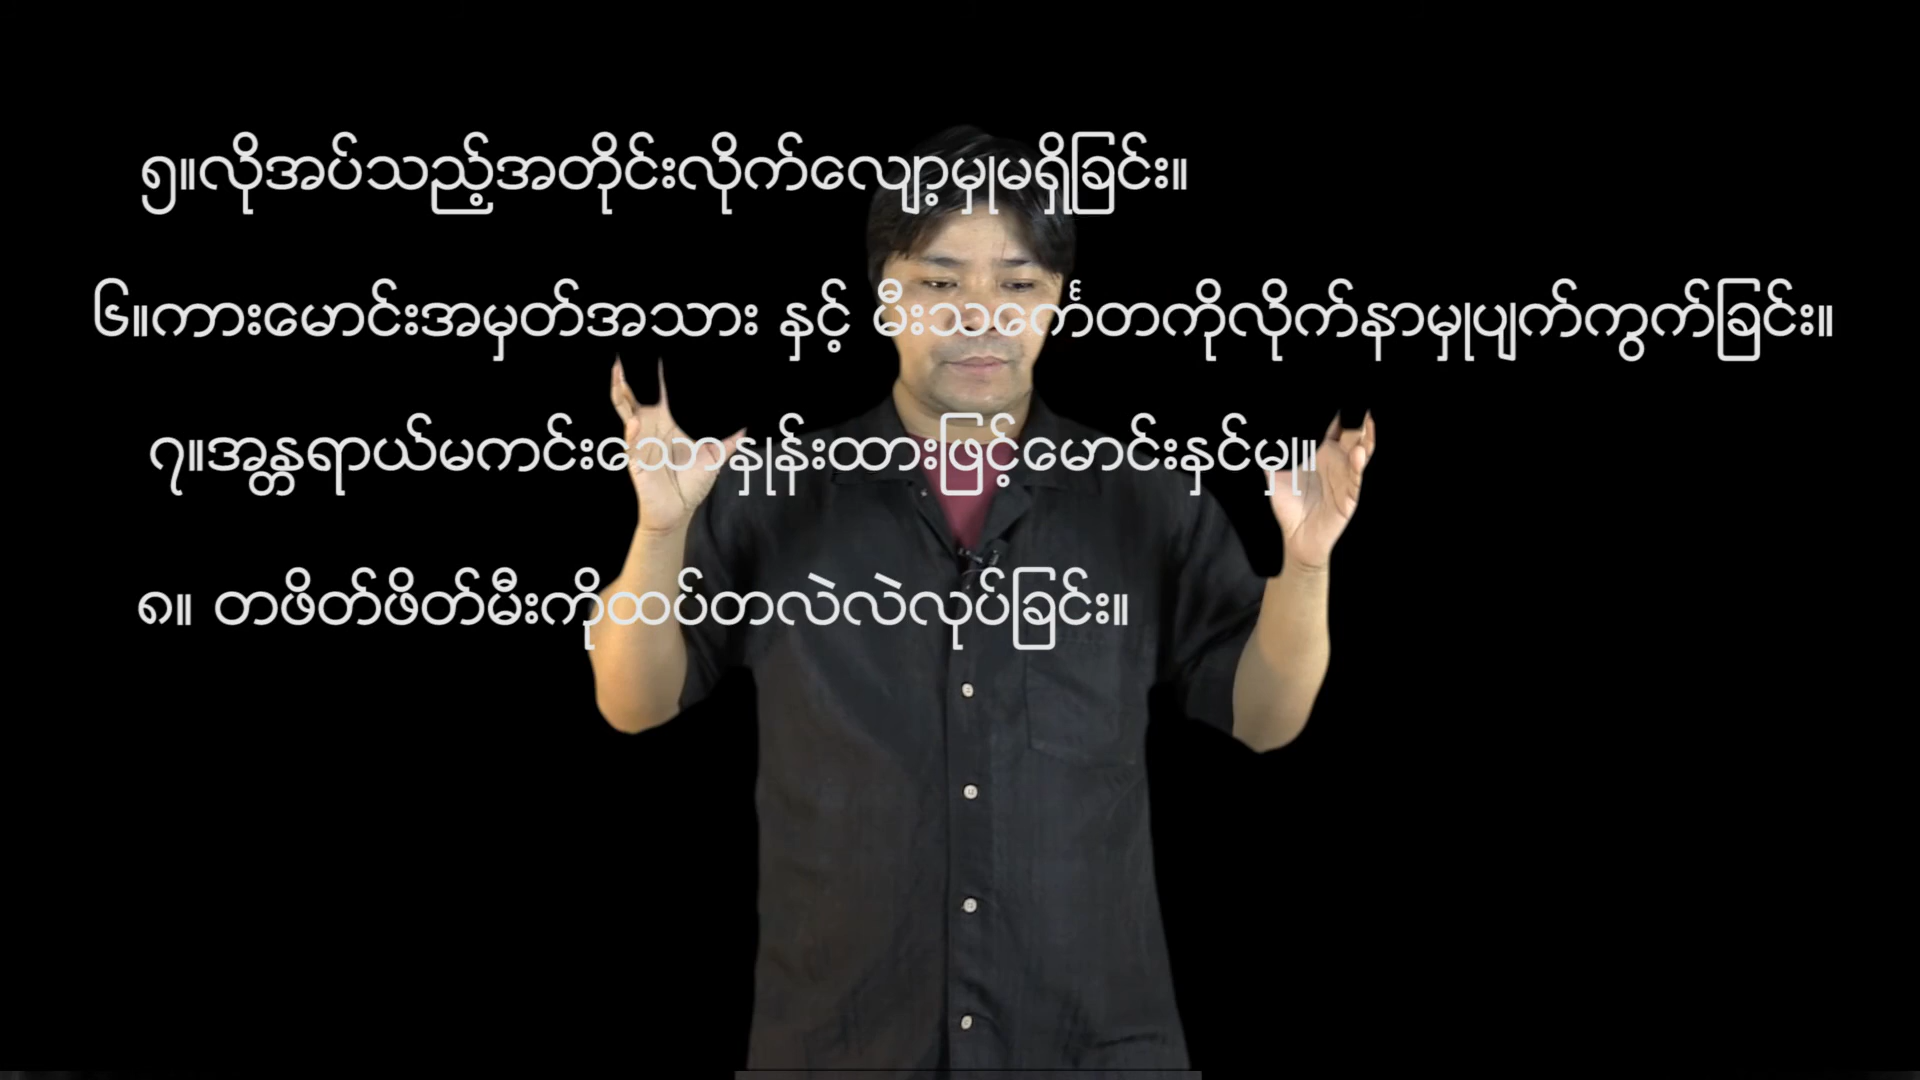 ၅။လိုအပ်သည့်အတိုင်းလိုက်လျော့မှုမရှိခြင်း။
၆။ကားမောင်းအမှတ်အသား နှင့် မီးသင်္ကေတကိုလိုက်နာမှုပျက်ကွက်ခြင်း။
၇။အန္တရာယ်မကင်းသောနှုန်းထားဖြင့်မောင်းနှင်မှု။
၈။ တဖိတ်ဖိတ်မီးကိုထပ်တလဲလဲလုပ်ခြင်း။